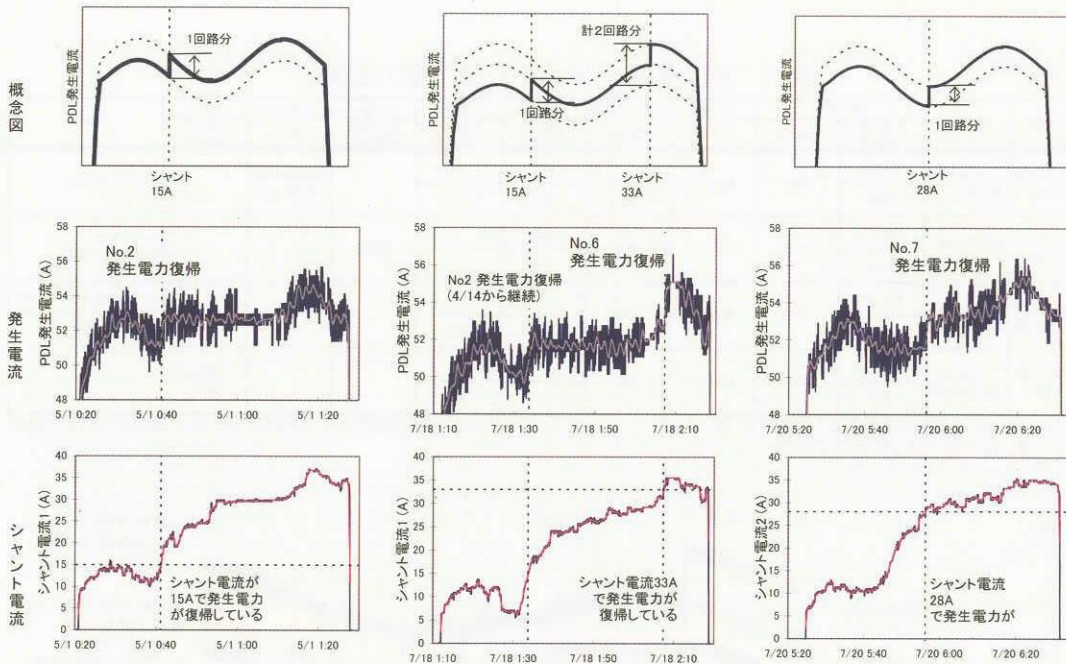 概念図
PDL発生電流
1回路分
シャント
15A
PDL発生電流
計2回路分
1回路分
シャント
15A
シャント
33A
PDL発生電流
1回路分
シャント
28A
発生電流
PDL発生電流(A)
58
56
54
52
50
48
No.2
発生電力復帰
5/1 0:20
5/1 0:40
5/1 1:00
5/1 1:20
PDL発生電流(A)
58
56
54
52
50
48
No.6
発生電力復帰
No2 発生電力復帰
(4/14から継続)
7/18 1:10
7/18 1:30
7/18 1:50
7/18 2:10
PDL発生電流(A)
58
56
54
52
50
48
No.7
発生電力復帰
7/20 5:20
7/20 5:40
7/20 6:00
7/20 6:20
シャント電流
シャント電流1(A)
40
35
30
25
20
15
10
5
0
シャント電流が
15Aで発生電力
が復帰している
5/1 0:20
5/1 0:40
5/1 1:00
5/1 1:20
シャント電流1(A)
40
35
30
25
20
15
10
5
0
シャント電流33A
で発生電力が
復帰している
7/18 1:10
7/18 1:30
7/18 1:50
7/18 2:10
シャント電流2(A)
40
35
30
25
20
15
10
5
0
シャント電流
28A
で発生電力が
7/20 5:20
7/20 5:40
7/20 6:00
7/20 6:20